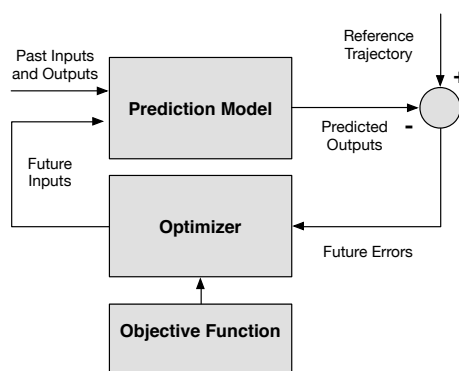 Reference
Trajectory
Past Inputs
and Outputs
+
Prediction Model
-
Predicted
Outputs
Future
Inputs
Optimizer
Future Errors
Objective Function